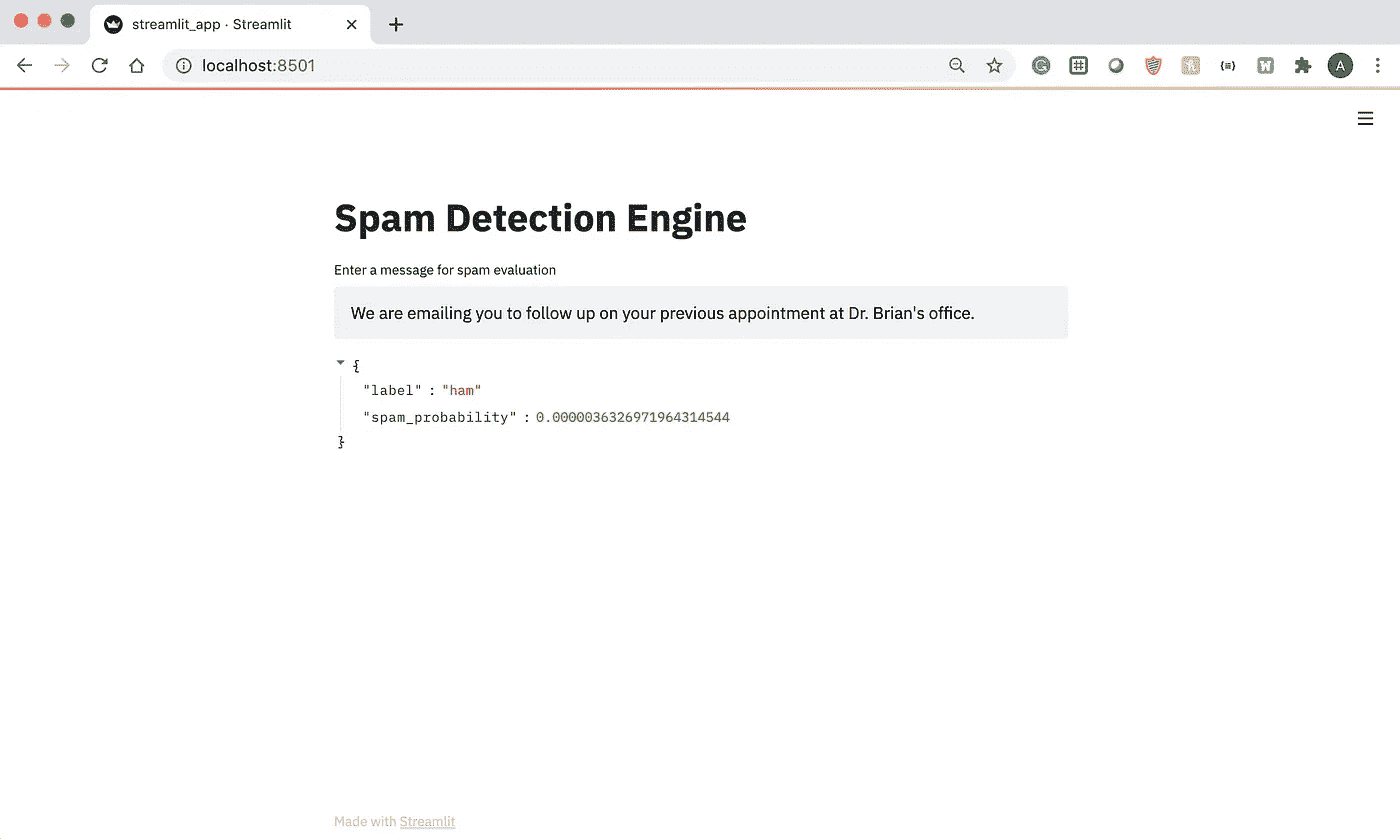 streamlit_app · Streamlit
localhost:8501
A
Spam Detection Engine
Enter a message for spam evaluation
We are emailing you to follow up on your previous appointment at Dr. Brian's office.
{
"label" : "ham"
"spam_probability" : 0.0000036326971964314544
}
Made with Streamlit